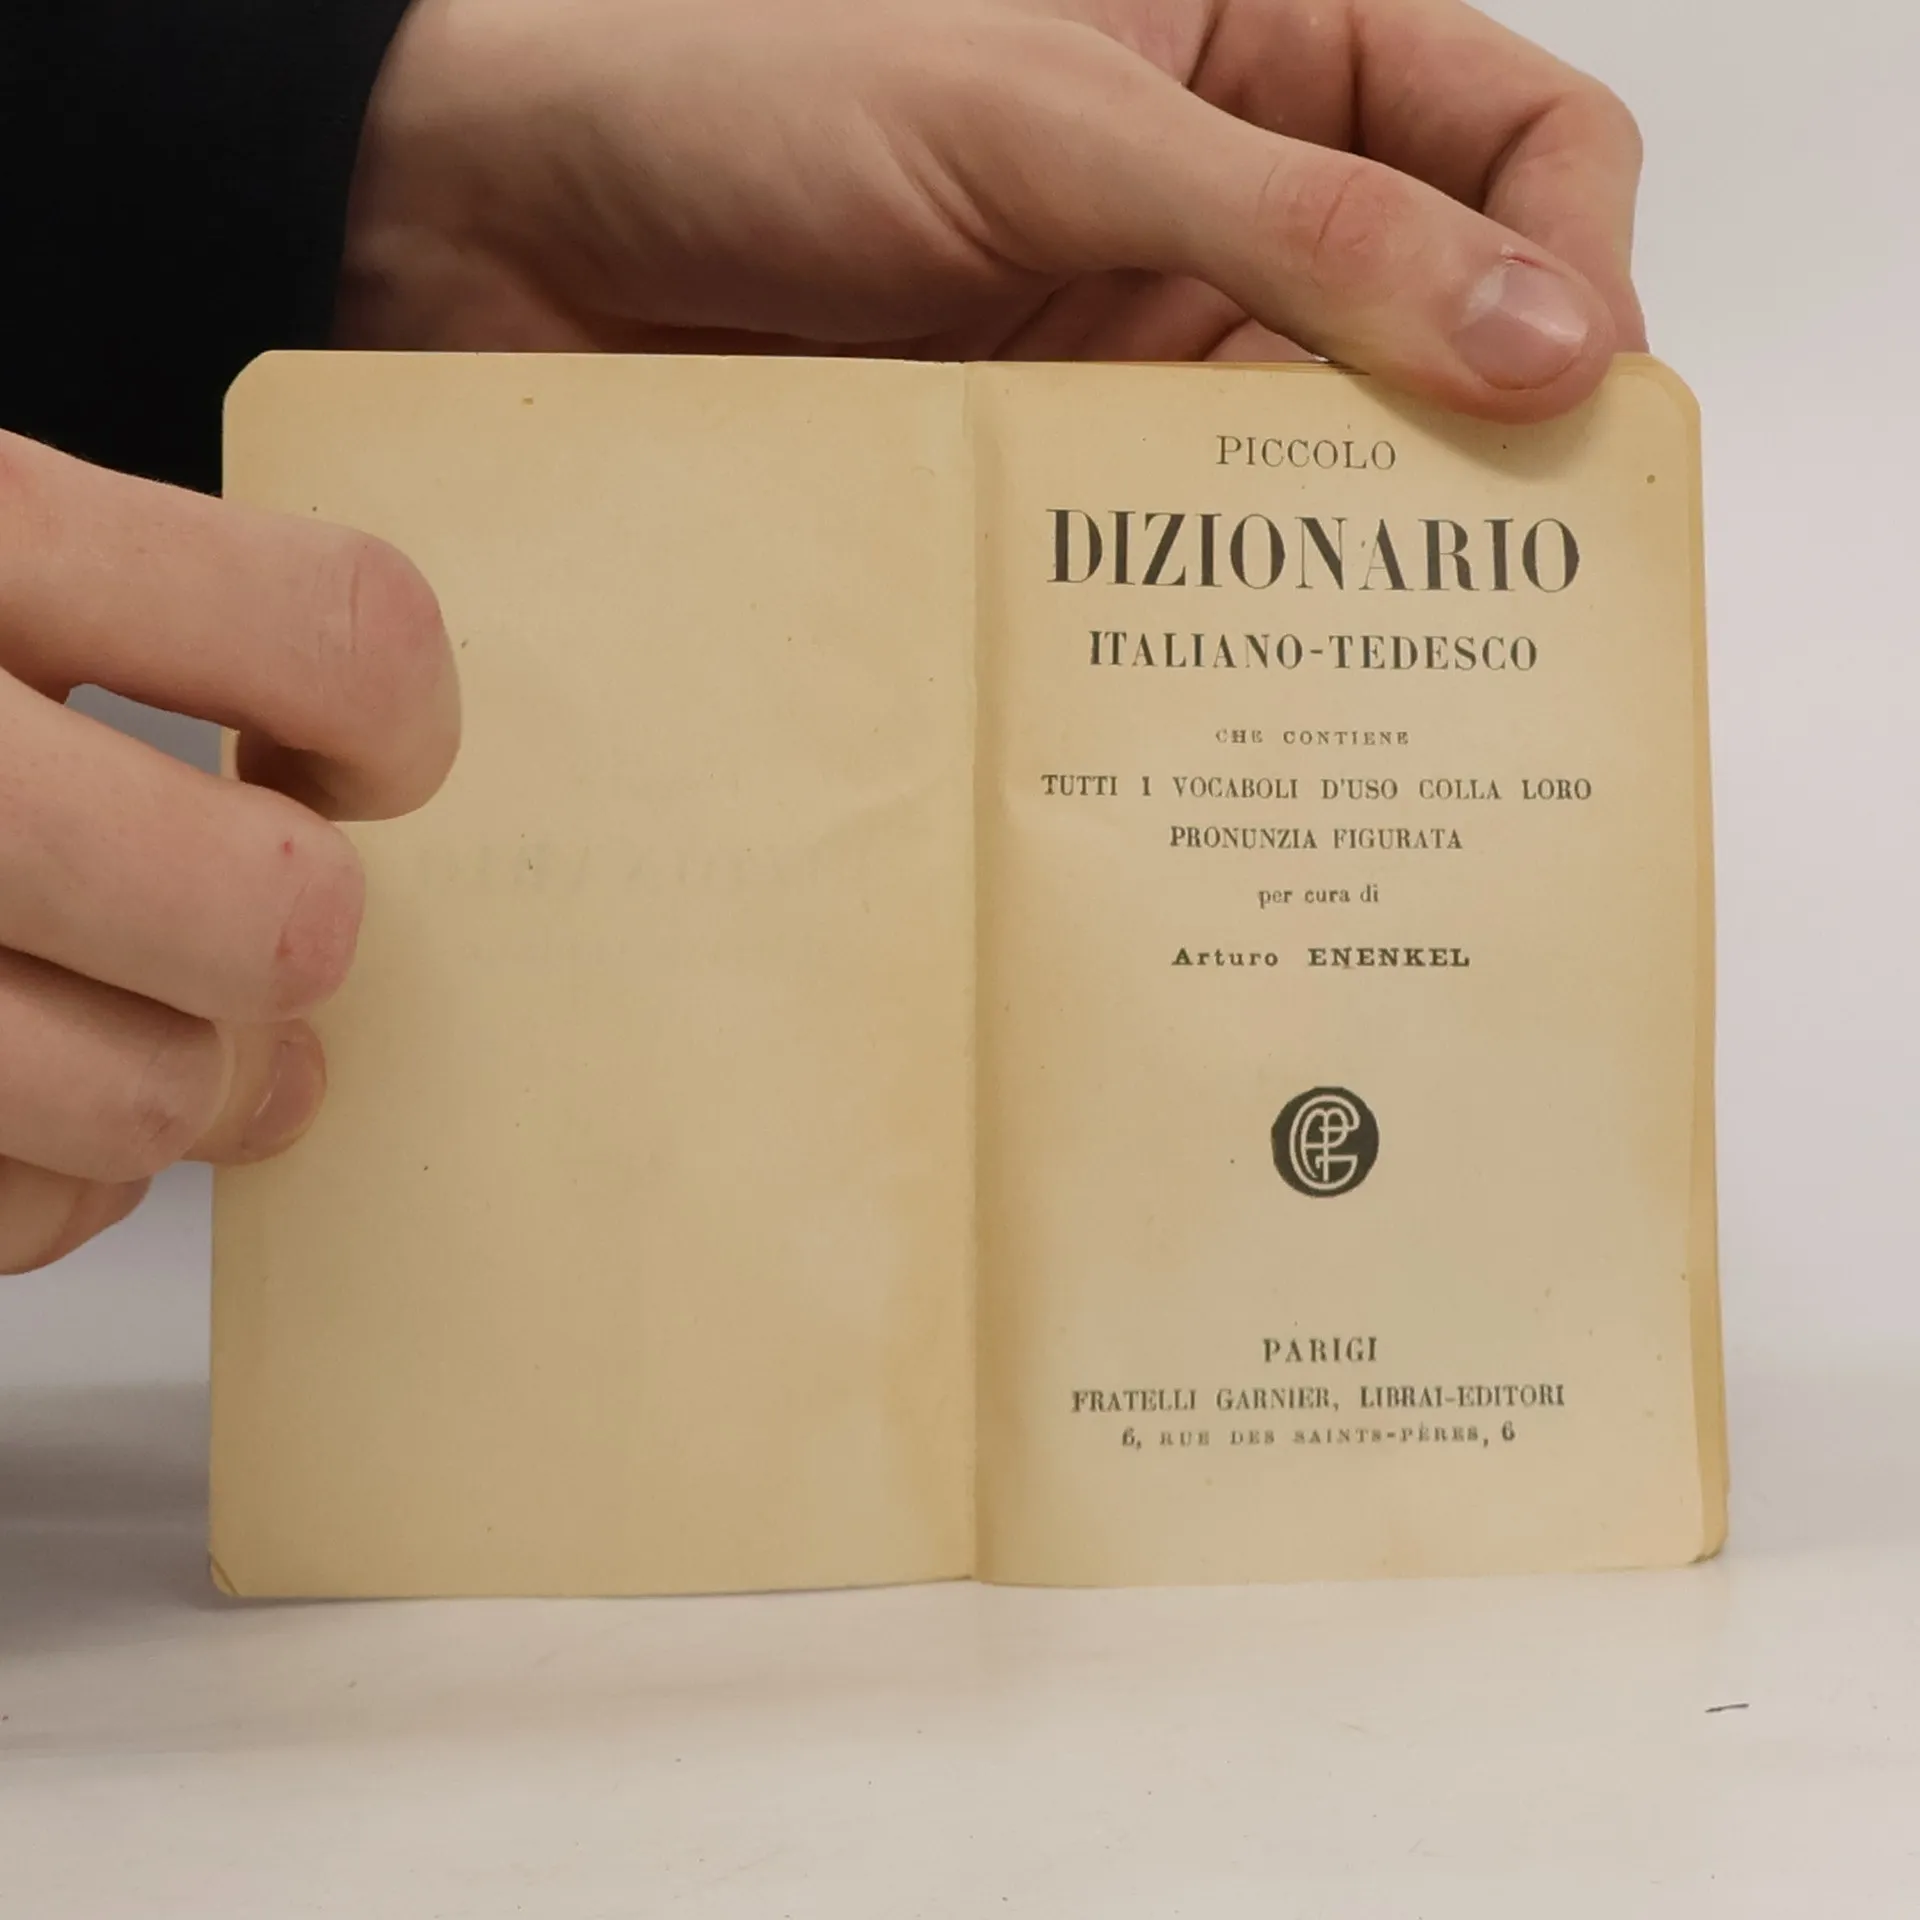 PICCOLO
DIZIONARIO
ITALIANO-TEDESCO
CHE CONTIENE
TUTTI I VOCABOLI D'USO COLLA LORO
PRONUNZIA FIGURATA
per cura di
Arturo ENENKEL
PARIGI
FRATELLI GARNIER, LIBRAI-EDITORI
6, RUE DES SAINTS-PÈRES, 6